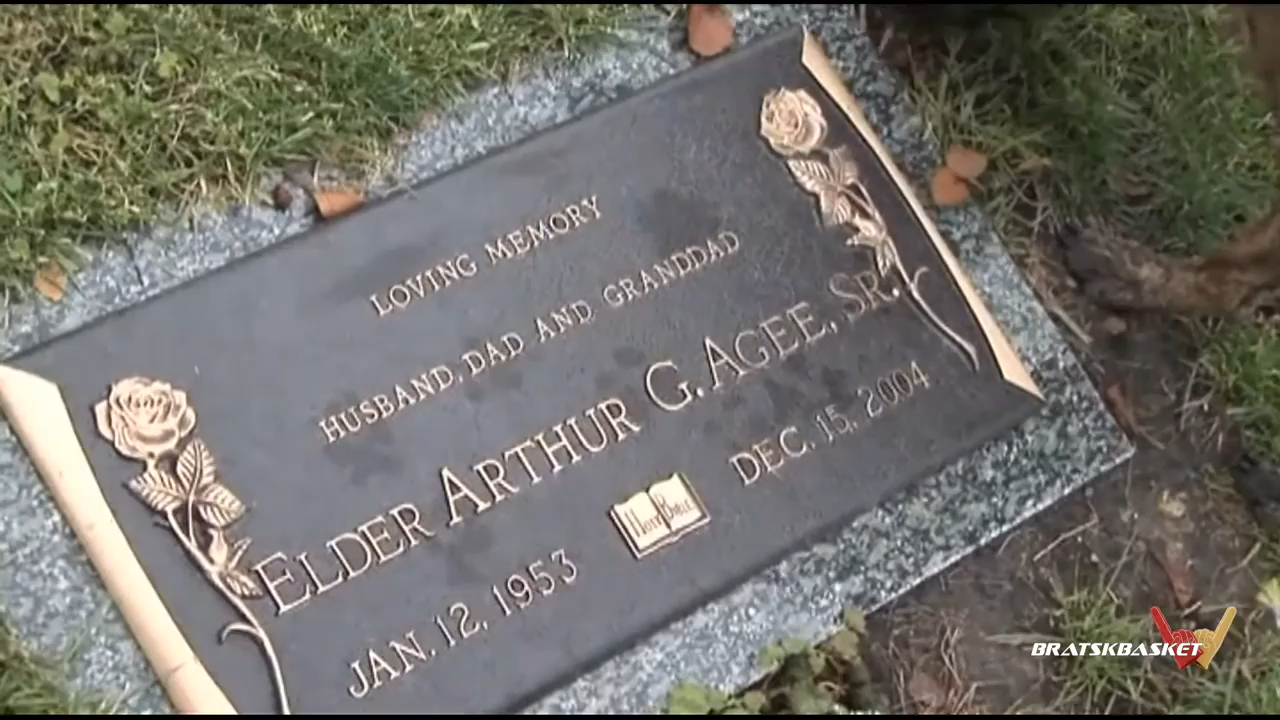 LOVING MEMORY
HUSBAND, DAD AND GRANDDAD
ELDER ARTHUR G. AGEE, SR.
JAN. 12, 1953
HOLY BIBLE
DEC. 15, 2004
BRATSKBASKET